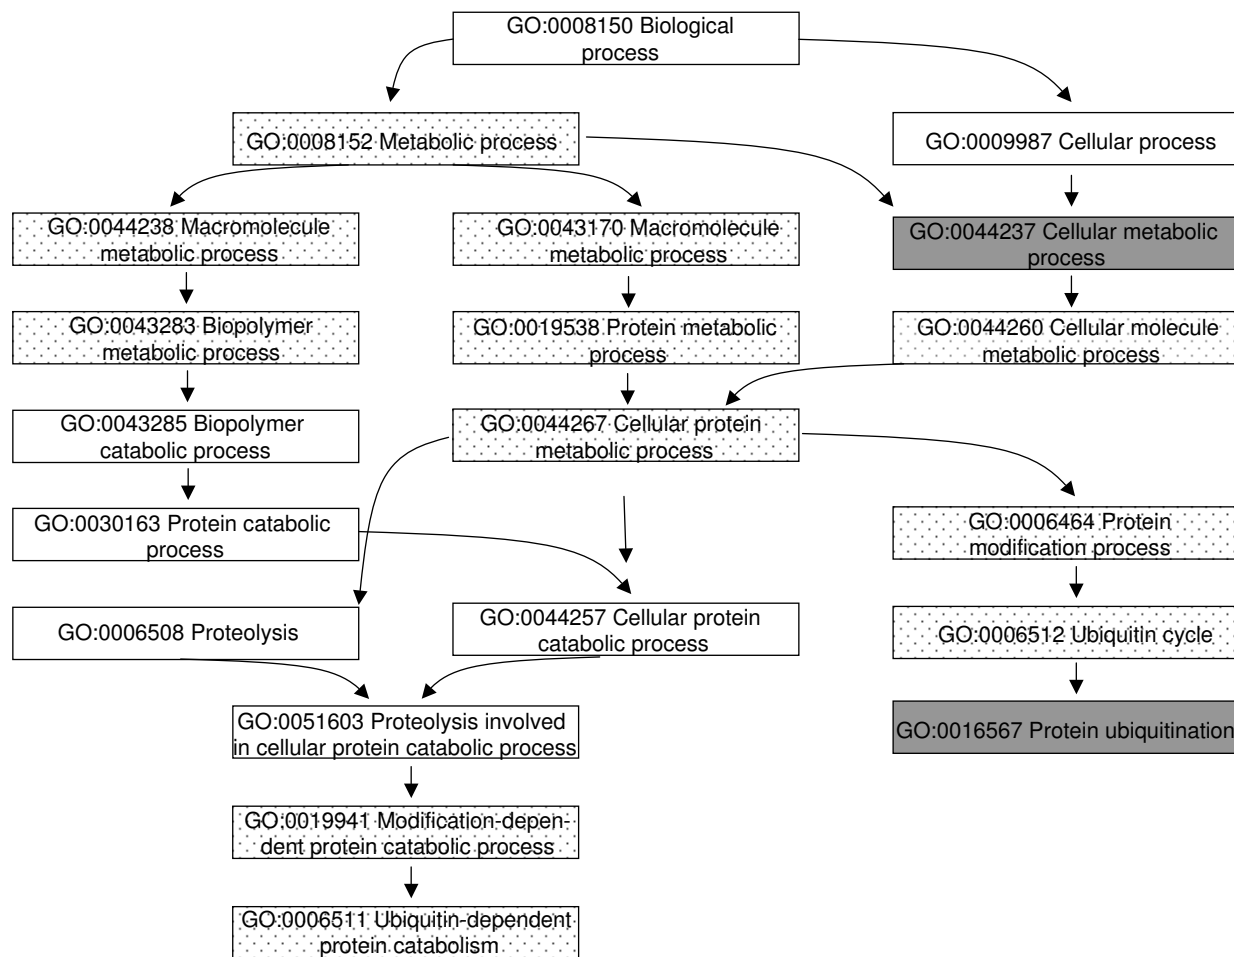 GO:0008150 Biological
process
GO:0008152 Metabolic process
GO:0009987 Cellular process
GO:0044238 Macromolecule
metabolic process
GO:0043170 Macromolecule
metabolic process
GO:0044237 Cellular metabolic
process
GO:0043283 Biopolymer
metabolic process
GO:0019538 Protein metabolic
process
GO:0044260 Cellular molecule
metabolic process
GO:0043285 Biopolymer
catabolic process
GO:0044267 Cellular protein
metabolic process
GO:0030163 Protein catabolic
process
GO:0006464 Protein
modification process
GO:0006508 Proteolysis
GO:0044257 Cellular protein
catabolic process
GO:0006512 Ubiquitin cycle
GO:0051603 Proteolysis involved
in cellular protein catabolic process
GO:0016567 Protein ubiquitination
GO:0019941 Modification-depen-
dent protein catabolic process
GO:0006511 Ubiquitin-dependent
protein catabolism